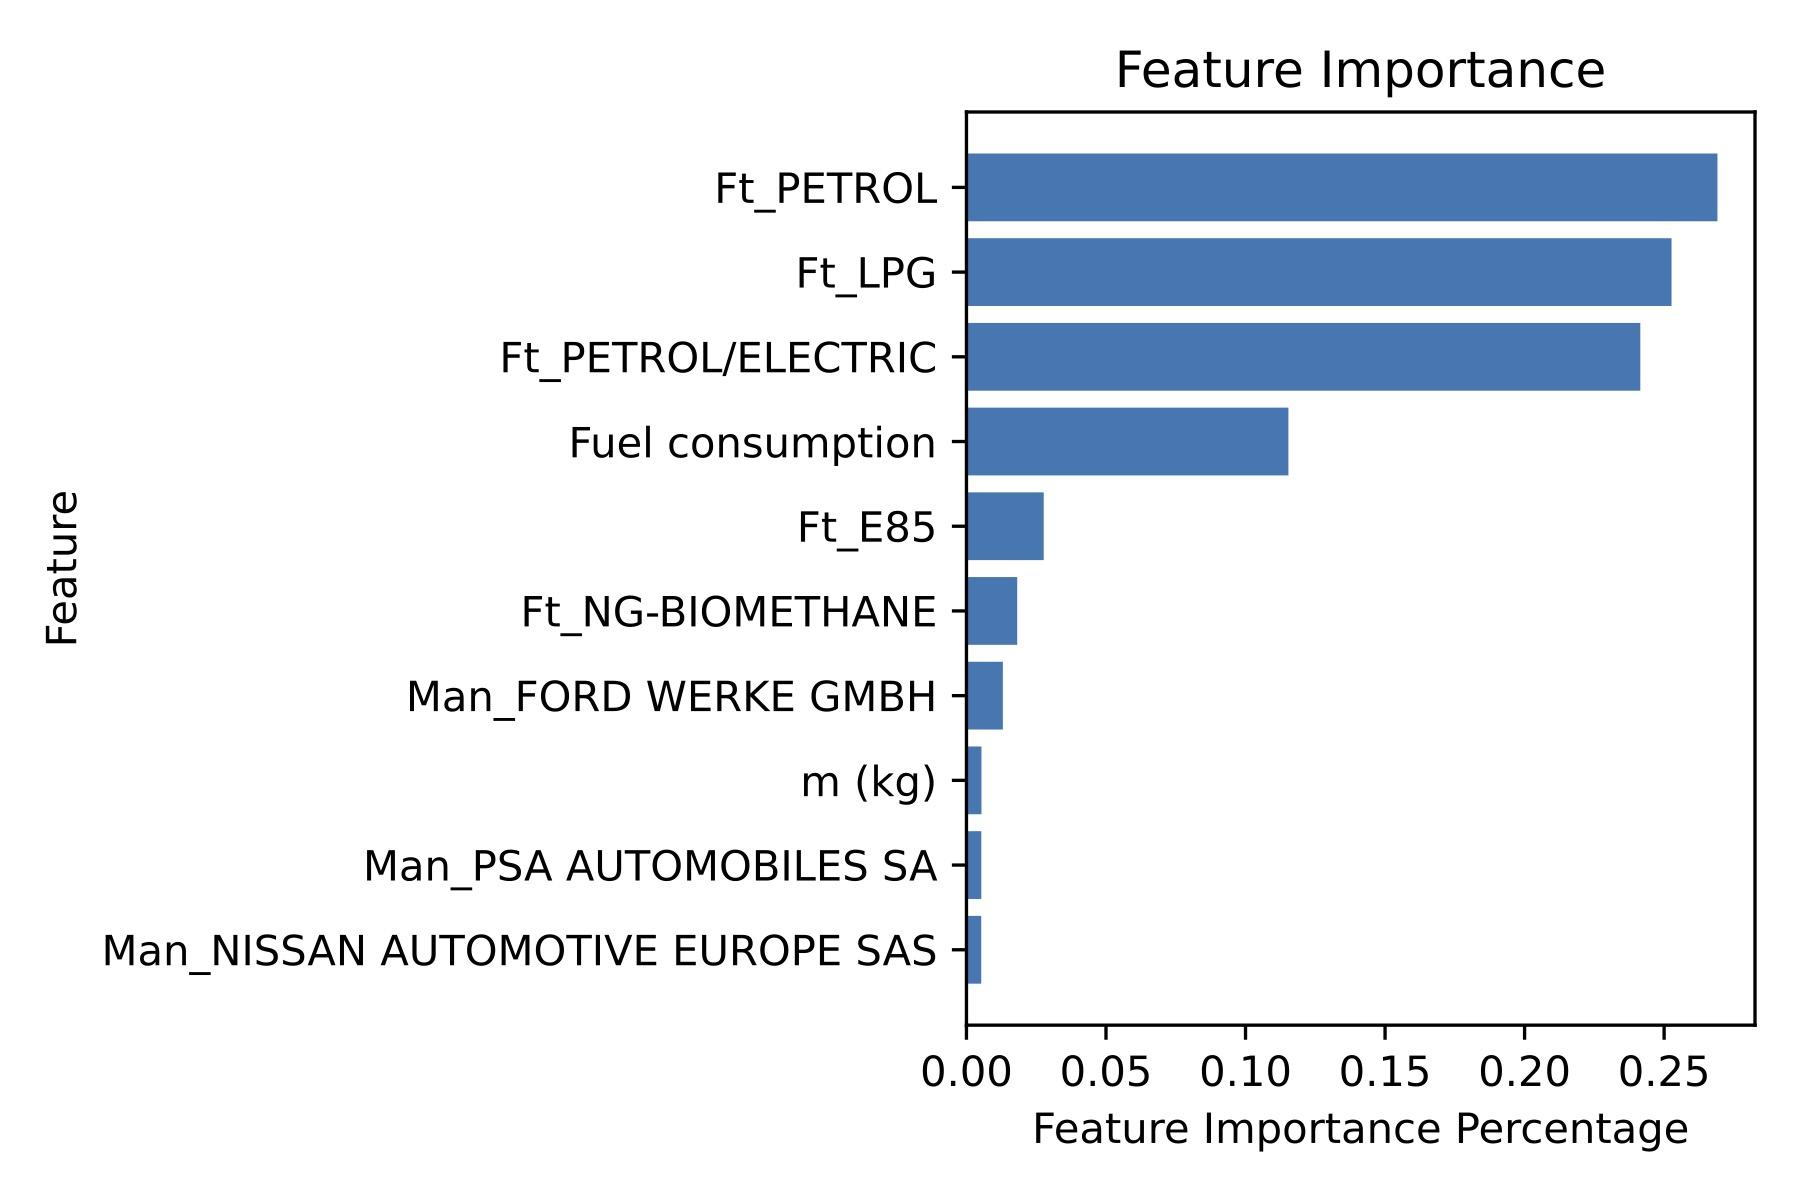 Feature Importance
Ft_PETROL
Ft_LPG
Ft_PETROL/ELECTRIC
Fuel consumption
Ft_E85
Ft_NG-BIOMETHANE
Man_FORD WERKE GMBH
m (kg)
Man_PSA AUTOMOBILES SA
Man_NISSAN AUTOMOTIVE EUROPE SAS
Feature
0.00 0.05 0.10 0.15 0.20 0.25
Feature Importance Percentage